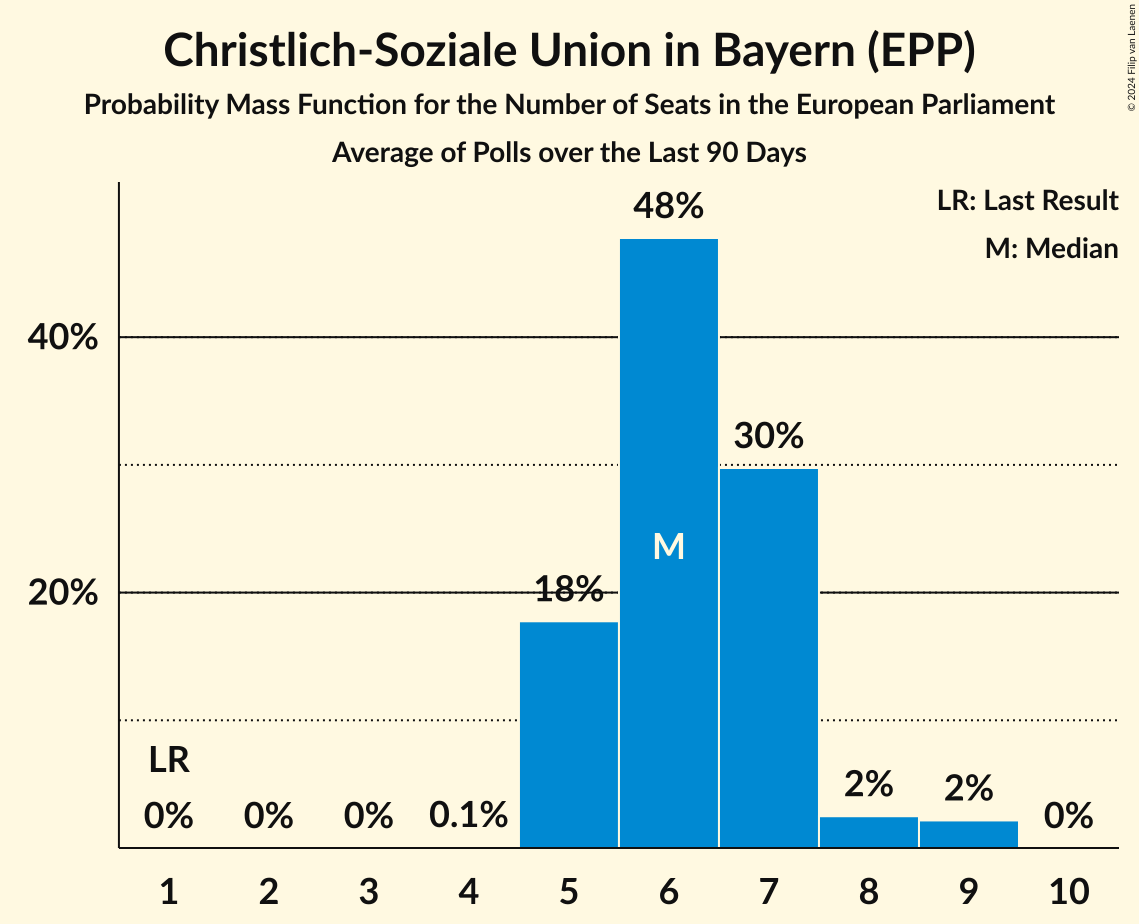 Christlich-Soziale Union in Bayern (EPP)
Probability Mass Function for the Number of Seats in the European Parliament
Average of Polls over the Last 90 Days
© 2024 Filip van Laenen
LR: Last Result
M: Median
48%
40%
30%
M
20%
18%
LR
0%
0%
0%
0.1%
2%
2%
0%
1 2 3 4 5 6 7 8 9 10